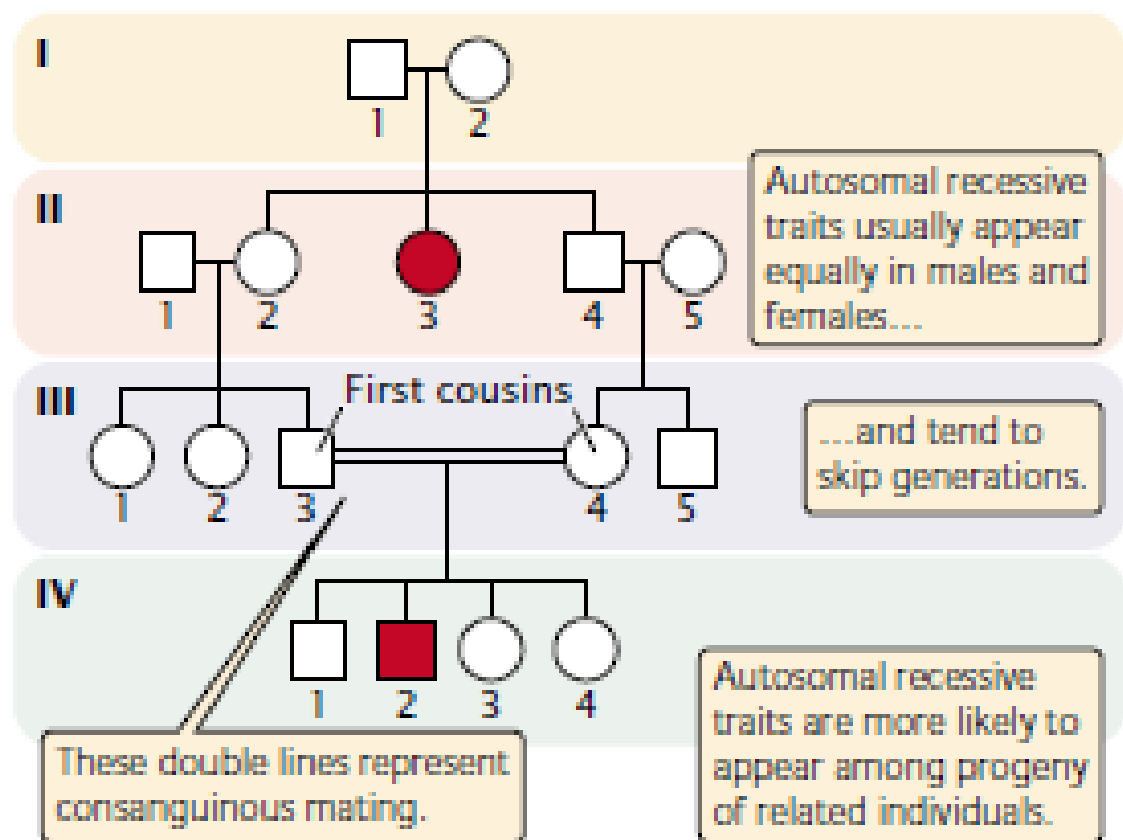 I
1 2
II
Autosomal recessive
traits usually appear
equally in males and
females...
1 2 3 4 5
III
First cousins
...and tend to
skip generations.
1 2 3 4 5
IV
1 2 3 4
Autosomal recessive
traits are more likely to
appear among progeny
of related individuals.
These double lines represent
consanguinous mating.